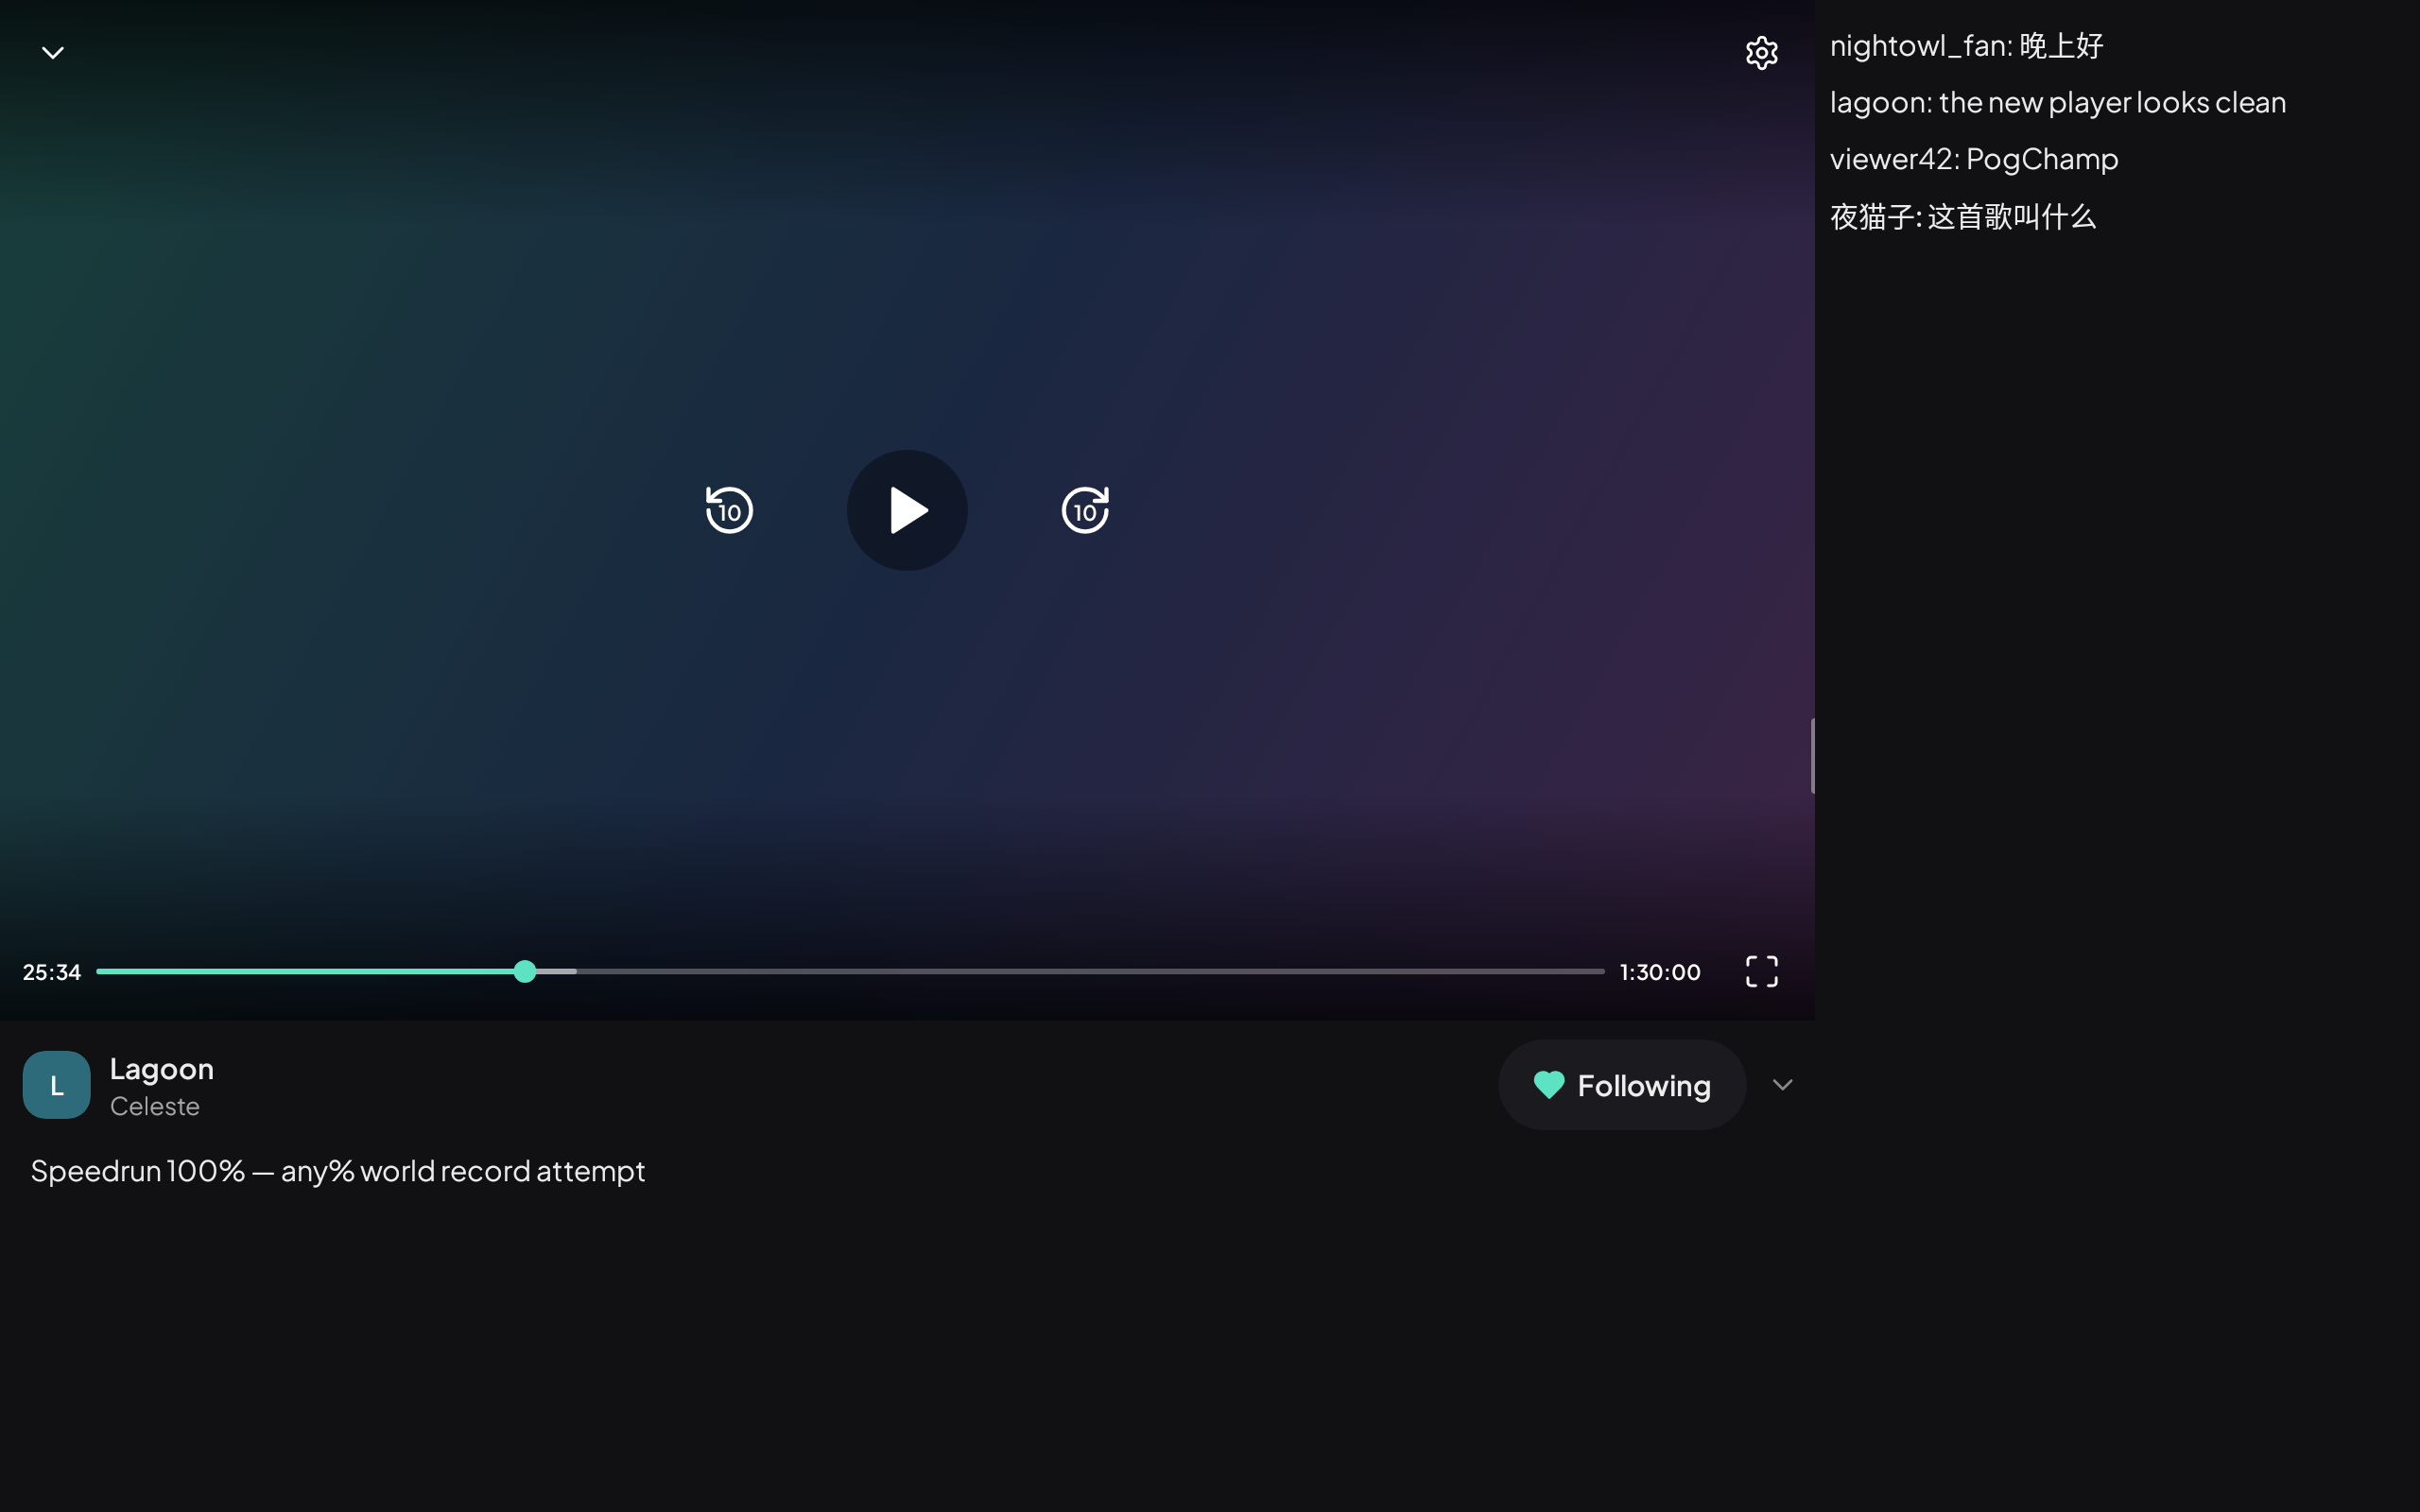 nightowl_fan: 晚上好
lagoon: the new player looks clean
viewer42: PogChamp
夜猫子: 这首歌叫什么
10
10
25:34
1:30:00
L
Lagoon
Celeste
Following
Speedrun 100% — any% world record attempt